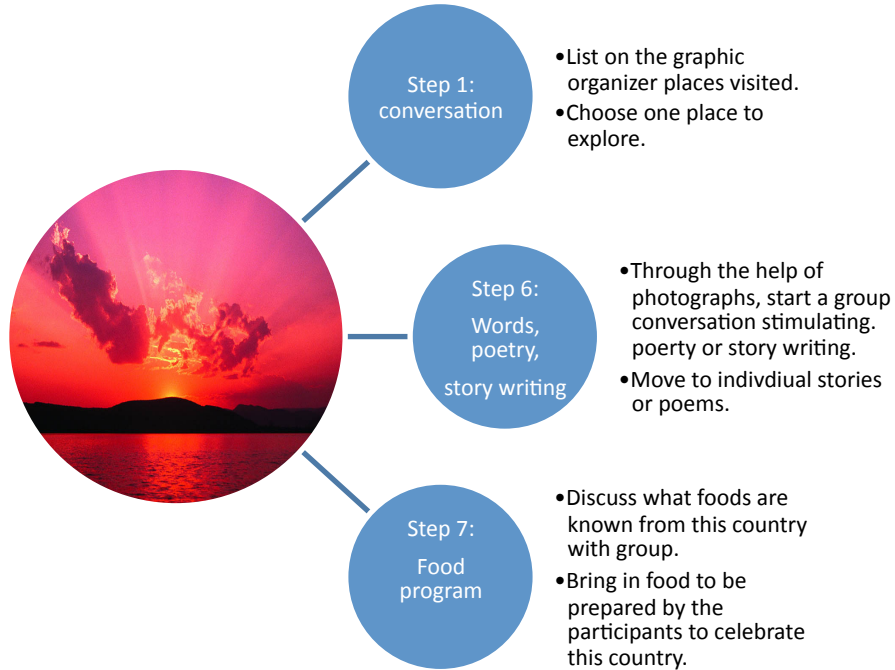 Step 1:
conversation
•List on the graphic
organizer places visited.
•Choose one place to
explore.
Step 6:
Words,
poetry,
story writing
•Through the help of
photographs, start a group
conversation stimulating.
poerty or story writing.
•Move to indivdiual stories
or poems.
Step 7:
Food
program
•Discuss what foods are
known from this country
with group.
•Bring in food to be
prepared by the
participants to celebrate
this country.